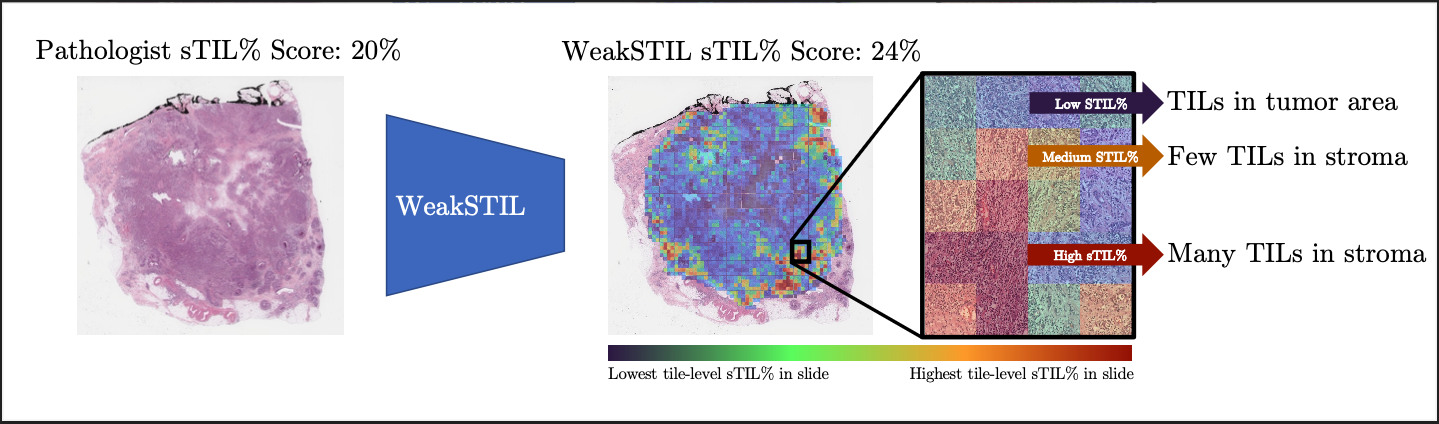 Pathologist sTIL% Score: 20%
WeakSTIL sTIL% Score: 24%
WeakSTIL
Low STIL%
TILs in tumor area
Medium STIL%
Few TILs in stroma
High sTIL%
Many TILs in stroma
Lowest tile-level sTIL% in slide
Highest tile-level sTIL% in slide